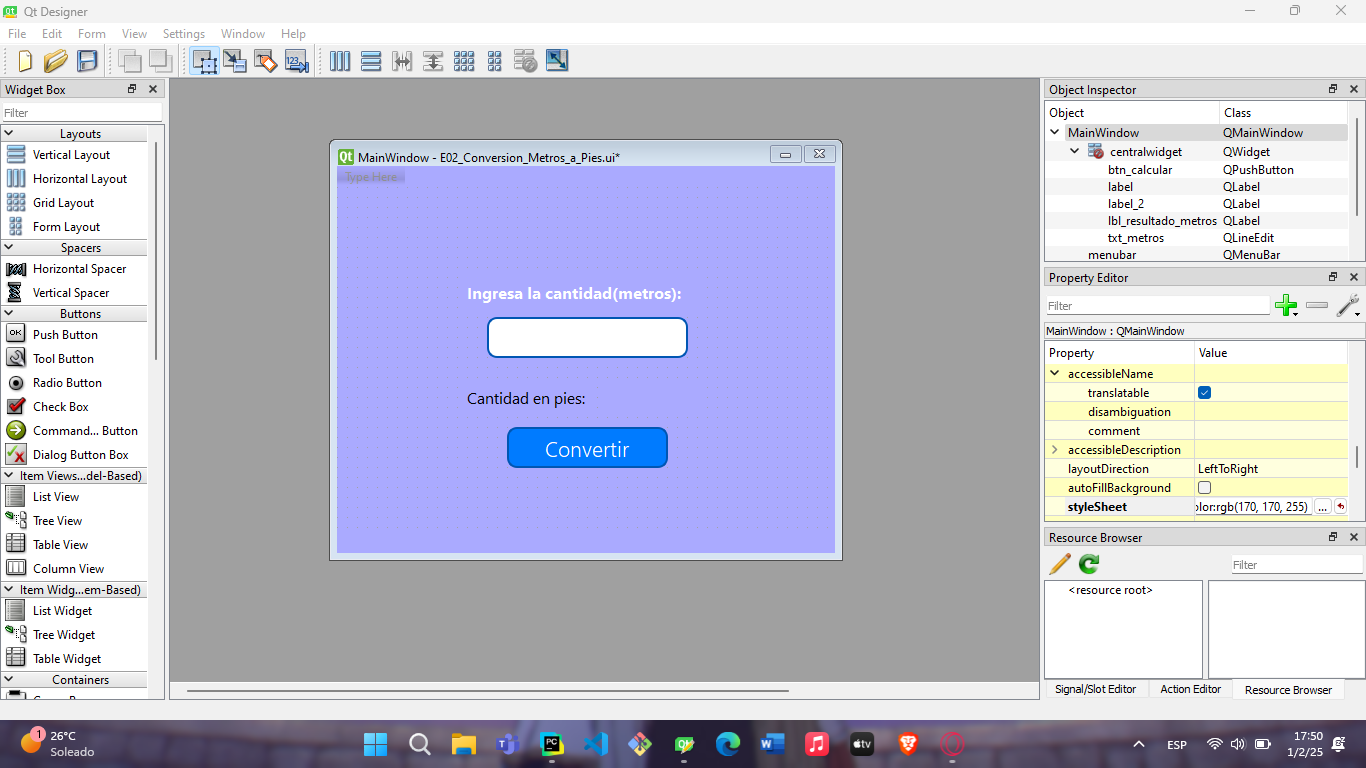 Qt Designer
File Edit Form View Settings Window Help
Widget Box
Filter
Layouts
Vertical Layout
Horizontal Layout
Grid Layout
Form Layout
Spacers
Horizontal Spacer
Vertical Spacer
Buttons
OK Push Button
Tool Button
Radio Button
Check Box
Command... Button
Dialog Button Box
Item Views...del-Based)
List View
Tree View
Table View
Column View
Item Widg...em-Based)
List Widget
Tree Widget
Table Widget
Containers
MainWindow - E02_Conversion_Metros_a_Pies.ui*
Type Here
Ingresa la cantidad(metros):
Cantidad en pies:
Convertir
Object Inspector
Object Class
MainWindow QMainWindow
centralwidget QWidget
btn_calcular QPushButton
label QLabel
label_2 QLabel
lbl_resultado_metros QLabel
txt_metros QLineEdit
menubar QMenuBar
Property Editor
Filter
MainWindow : QMainWindow
Property Value
accessibleName
translatable
disambiguation
comment
accessibleDescription
layoutDirection LeftToRight
autoFillBackground
styleSheet olor:rgb(170, 170, 255) ...
Resource Browser
Filter
<resource root>
Signal/Slot Editor Action Editor Resource Browser
1
26°C
Soleado
ESP
17:50
1/2/25